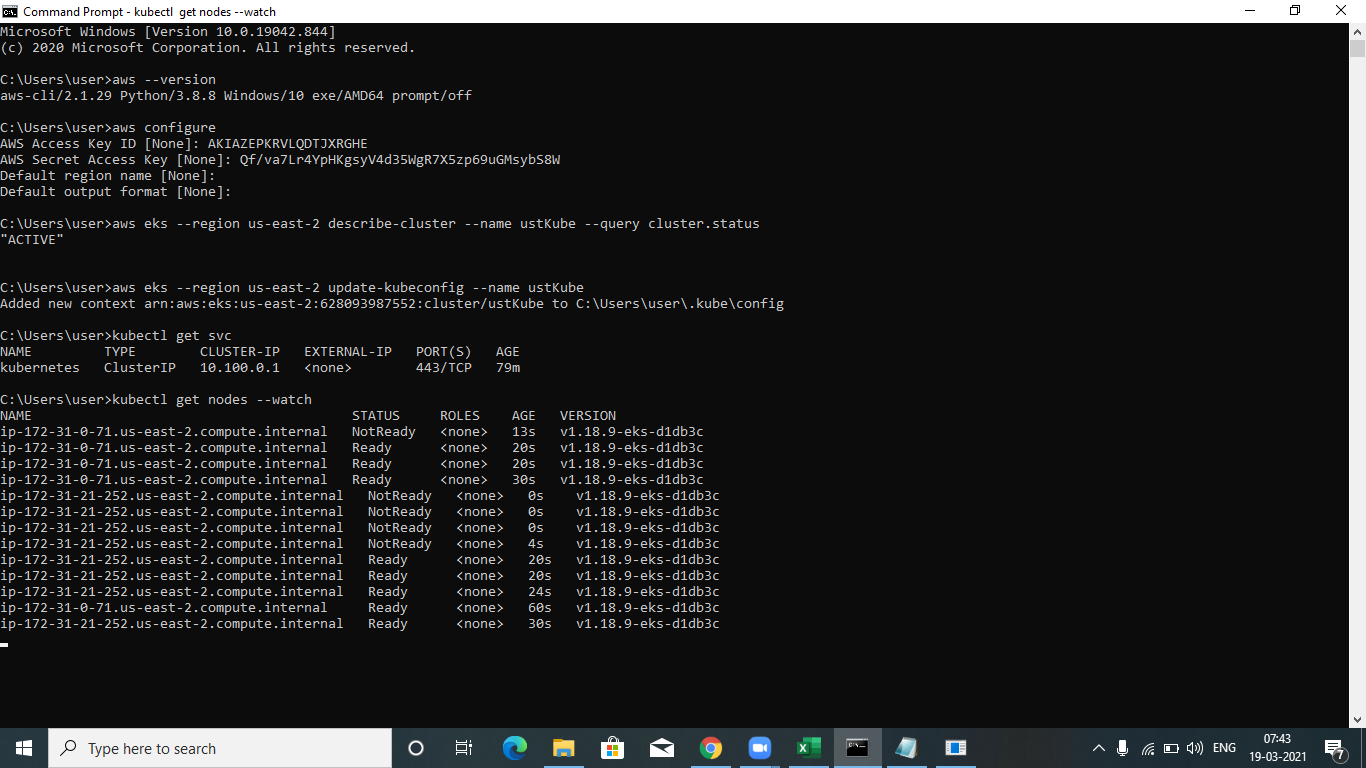 Command Prompt - kubectl  get nodes --watch
Microsoft Windows [Version 10.0.19042.844]
(c) 2020 Microsoft Corporation. All rights reserved.
C:\Users\user>aws --version
aws-cli/2.1.29 Python/3.8.8 Windows/10 exe/AMD64 prompt/off
C:\Users\user>aws configure
AWS Access Key ID [None]: AKIAZEPKRVLQDTJXRGHE
AWS Secret Access Key [None]: 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
Default region name [None]:
Default output format [None]:
C:\Users\user>aws eks --region us-east-2 describe-cluster --name ustKube --query cluster.status
"ACTIVE"
C:\Users\user>aws eks --region us-east-2 update-kubeconfig --name ustKube
Added new context arn:aws:eks:us-east-2:628093987552:cluster/ustKube to C:\Users\user\.kube\config
C:\Users\user>kubectl get svc
NAME         TYPE        CLUSTER-IP   EXTERNAL-IP   PORT(S)   AGE
kubernetes   ClusterIP   10.100.0.1   <none>        443/TCP   79m
C:\Users\user>kubectl get nodes --watch
NAME                                        STATUS     ROLES    AGE   VERSION
ip-172-31-0-71.us-east-2.compute.internal   NotReady   <none>   13s   v1.18.9-eks-d1db3c
ip-172-31-0-71.us-east-2.compute.internal   Ready      <none>   20s   v1.18.9-eks-d1db3c
ip-172-31-0-71.us-east-2.compute.internal   Ready      <none>   20s   v1.18.9-eks-d1db3c
ip-172-31-0-71.us-east-2.compute.internal   Ready      <none>   30s   v1.18.9-eks-d1db3c
ip-172-31-21-252.us-east-2.compute.internal   NotReady   <none>   0s    v1.18.9-eks-d1db3c
ip-172-31-21-252.us-east-2.compute.internal   NotReady   <none>   0s    v1.18.9-eks-d1db3c
ip-172-31-21-252.us-east-2.compute.internal   NotReady   <none>   0s    v1.18.9-eks-d1db3c
ip-172-31-21-252.us-east-2.compute.internal   NotReady   <none>   4s    v1.18.9-eks-d1db3c
ip-172-31-21-252.us-east-2.compute.internal   Ready      <none>   20s   v1.18.9-eks-d1db3c
ip-172-31-21-252.us-east-2.compute.internal   Ready      <none>   20s   v1.18.9-eks-d1db3c
ip-172-31-21-252.us-east-2.compute.internal   Ready      <none>   24s   v1.18.9-eks-d1db3c
ip-172-31-0-71.us-east-2.compute.internal     Ready      <none>   60s   v1.18.9-eks-d1db3c
ip-172-31-21-252.us-east-2.compute.internal   Ready      <none>   30s   v1.18.9-eks-d1db3c
Type here to search
ENG
07:43
19-03-2021
7